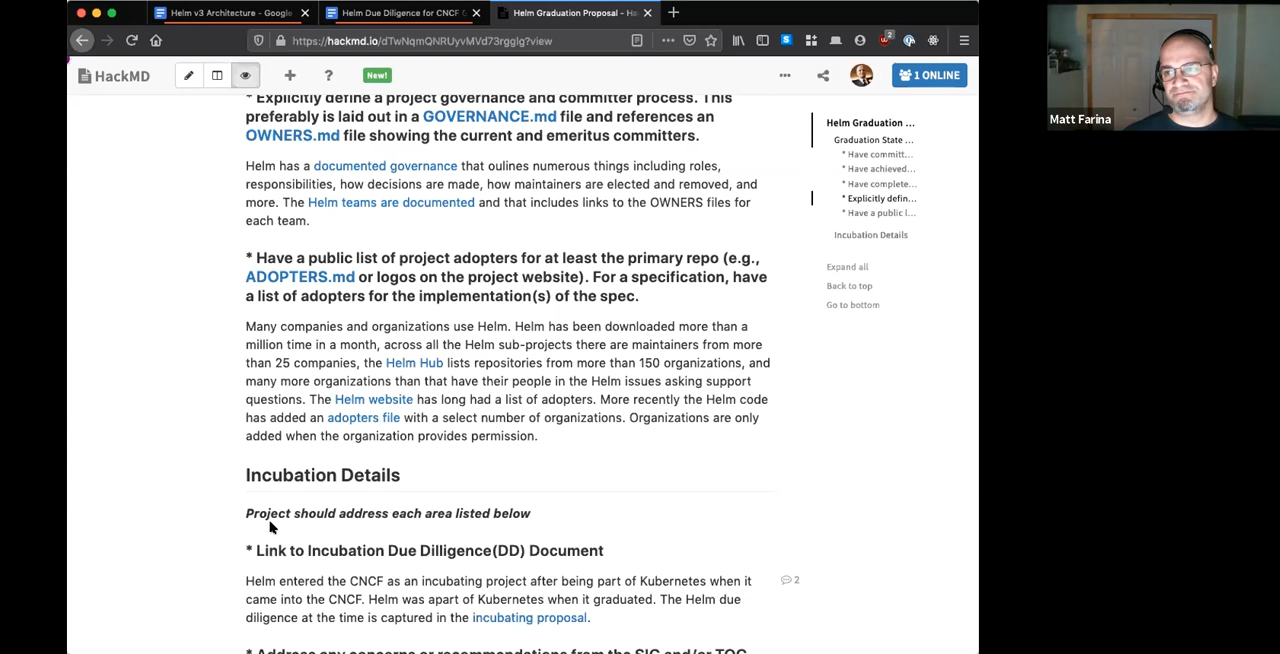 Helm v3 Architecture - Google
Helm Due Diligence for CNCF G
Helm Graduation Proposal - Ha
https://hackmd.io/dTwNqmQNRUyvMVd73rgglg?view
2
HackMD
New!
1 ONLINE
* Explicitly define a project governance and committer process. This
preferably is laid out in a GOVERNANCE.md file and references an
OWNERS.md file showing the current and emeritus committers.
Helm has a documented governance that oulines numerous things including roles,
responsibilities, how decisions are made, how maintainers are elected and removed, and
more. The Helm teams are documented and that includes links to the OWNERS files for
each team.
* Have a public list of project adopters for at least the primary repo (e.g.,
ADOPTERS.md or logos on the project website). For a specification, have
a list of adopters for the implementation(s) of the spec.
Many companies and organizations use Helm. Helm has been downloaded more than a
million time in a month, across all the Helm sub-projects there are maintainers from more
than 25 companies, the Helm Hub lists repositories from more than 150 organizations, and
many more organizations than that have their people in the Helm issues asking support
questions. The Helm website has long had a list of adopters. More recently the Helm code
has added an adopters file with a select number of organizations. Organizations are only
added when the organization provides permission.
Incubation Details
Project should address each area listed below
* Link to Incubation Due Dilligence(DD) Document
Helm entered the CNCF as an incubating project after being part of Kubernetes when it
came into the CNCF. Helm was apart of Kubernetes when it graduated. The Helm due
diligence at the time is captured in the incubating proposal.
2
* Address any concerns or recommendations from the SIG and/or TOC
Helm Graduation ...
Graduation State ...
* Have committ...
* Have achieved...
* Have complete...
* Explicitly defin...
* Have a public l...
Incubation Details
Expand all
Back to top
Go to bottom
Matt Farina